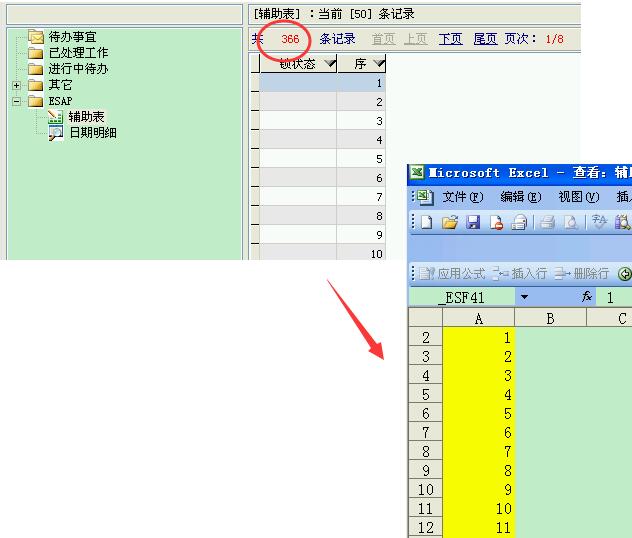 [辅助表] ：当前 [50] 条记录
共 366 条记录 首页 上页 下页 尾页 页次: 1/8
待办事宜
已处理工作
进行中待办
其它
ESAP
辅助表
日期明细
锁状态 序
1
2
3
4
5
6
7
8
9
10
Microsoft Excel - 查看: 辅助
文件(F) 编辑(E) 视图(V) 插
应用公式 插入行 删除行
_ESF41 fx 1
A B C
2 1
3 2
4 3
5 4
6 5
7 6
8 7
9 8
10 9
11 10
12 11